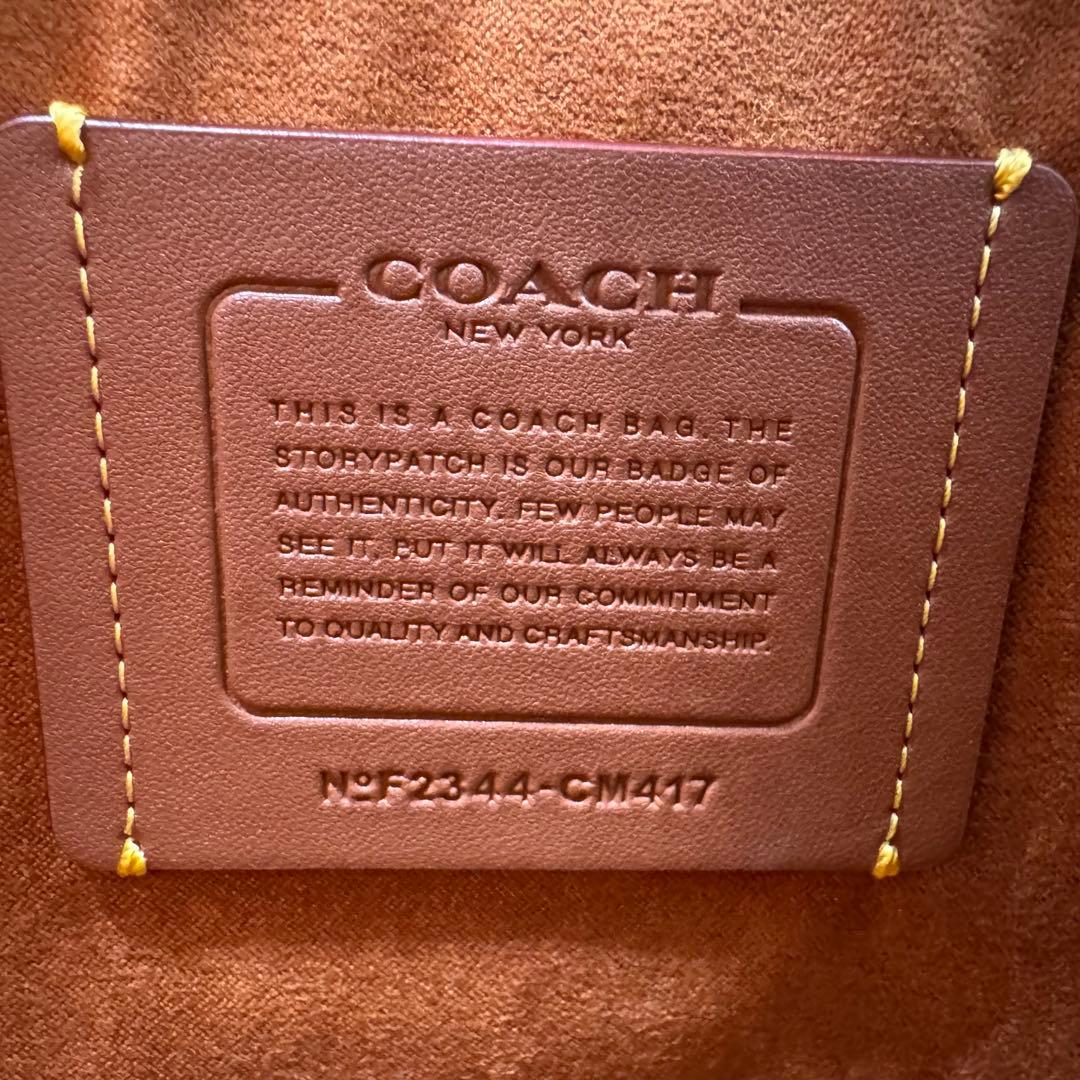 COACH
NEW YORK
THIS IS A COACH BAG. THE
STORYPATCH IS OUR BADGE OF
AUTHENTICITY. FEW PEOPLE MAY
SEE IT, BUT IT WILL ALWAYS BE A
REMINDER OF OUR COMMITMENT
TO QUALITY AND CRAFTSMANSHIP.
NºF2344-CM417